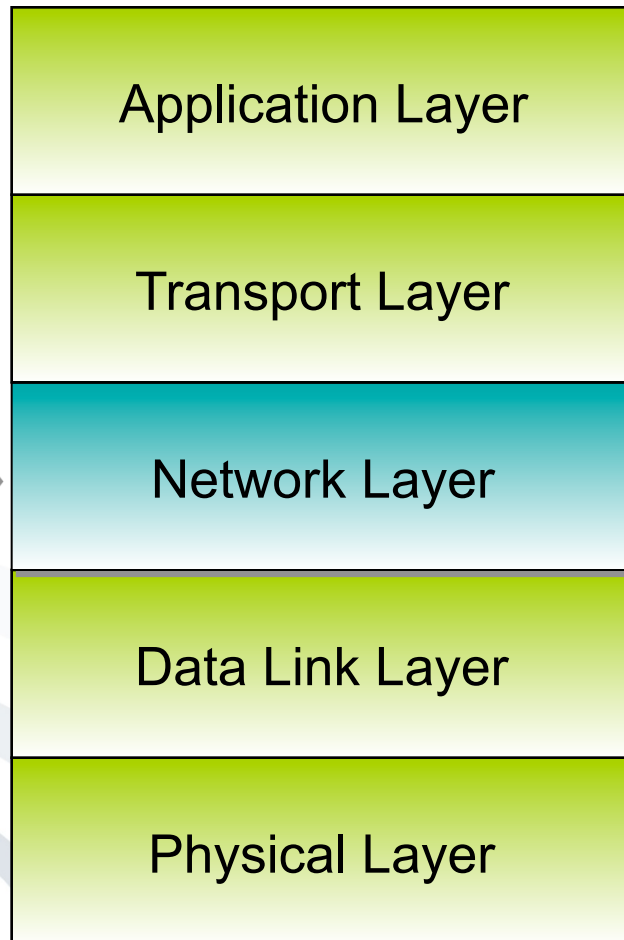 Application Layer
Transport Layer
Network Layer
Data Link Layer
Physical Layer